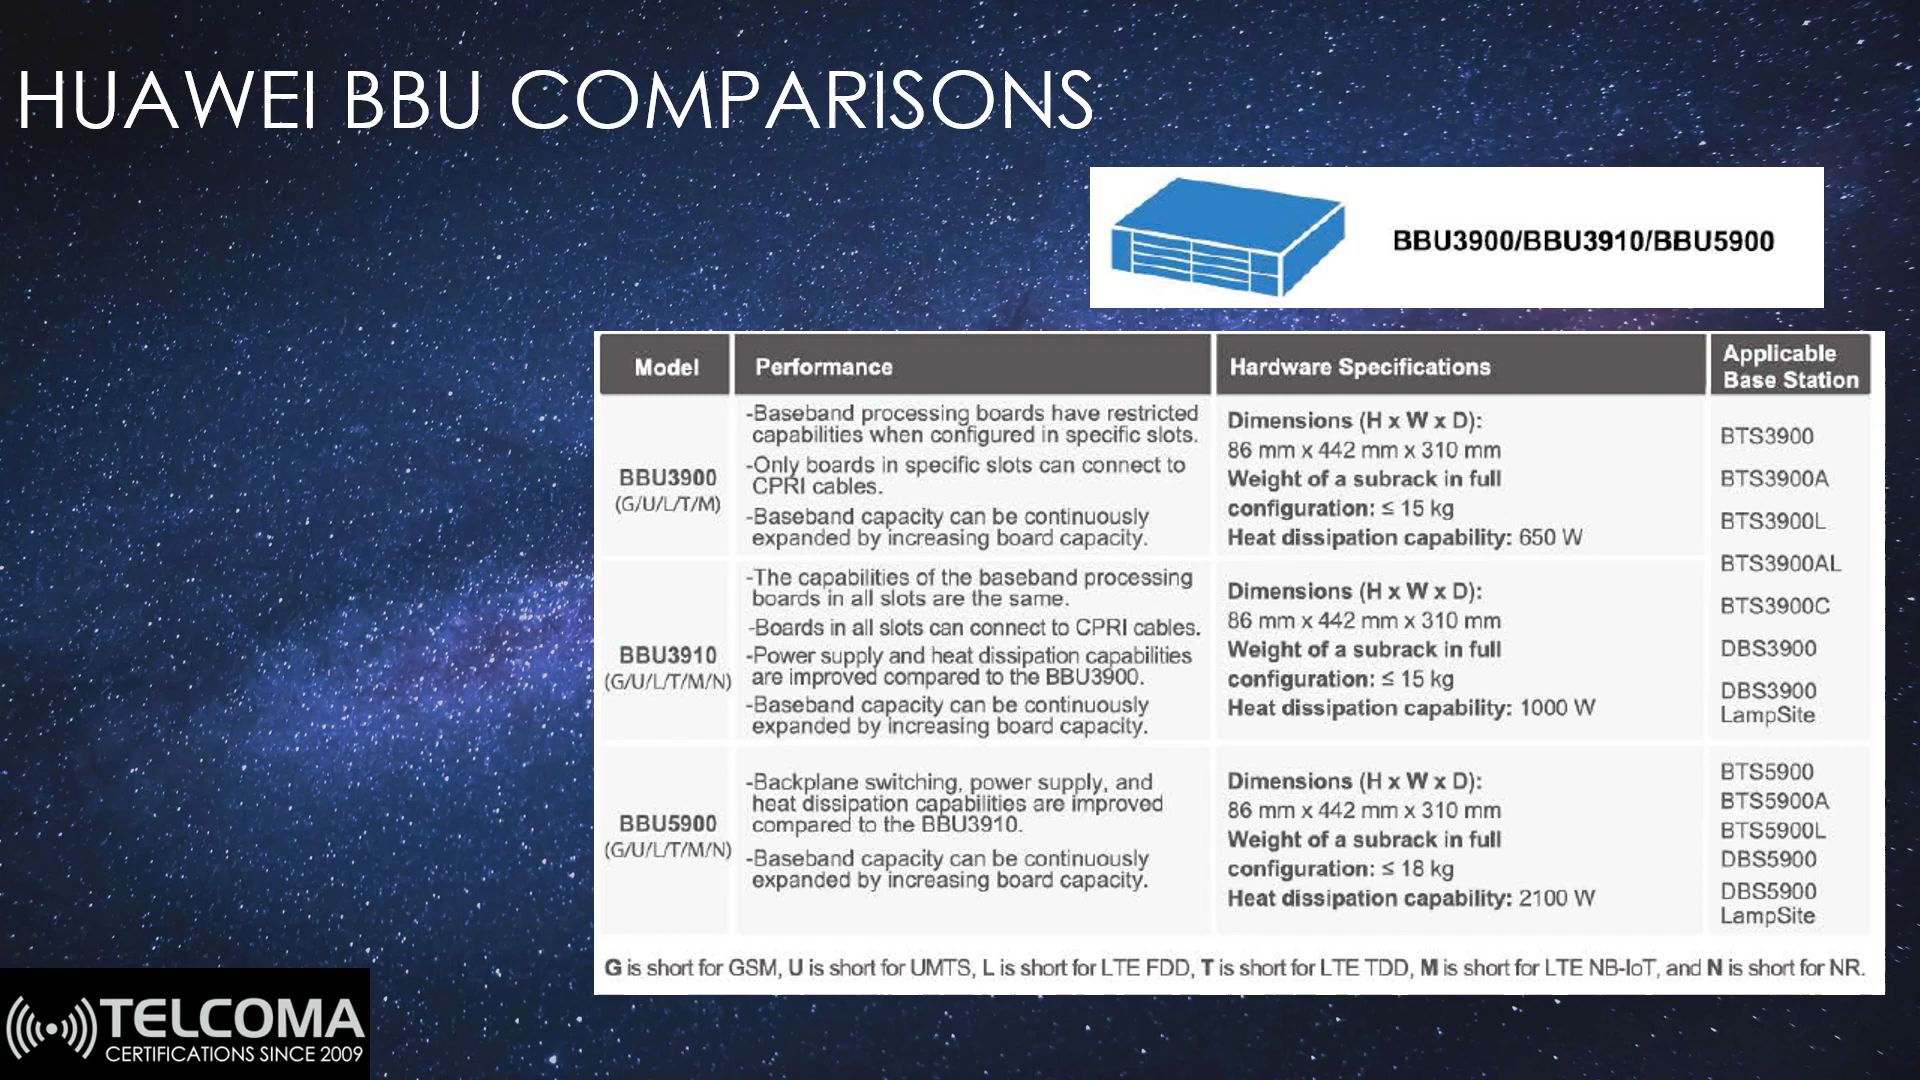 HUAWEI BBU COMPARISONS
BBU3900/BBU3910/BBU5900
Model
Performance
Hardware Specifications
Applicable
Base Station
BBU3900
(G/U/L/T/M)
-Baseband processing boards have restricted
capabilities when configured in specific slots.
-Only boards in specific slots can connect to
CPRI cables.
-Baseband capacity can be continuously
expanded by increasing board capacity.
Dimensions (H x W x D):
86 mm x 442 mm x 310 mm
Weight of a subrack in full
configuration: ≤ 15 kg
Heat dissipation capability: 650 W
BTS3900
BTS3900A
BTS3900L
BTS3900AL
BTS3900C
DBS3900
DBS3900
LampSite
BBU3910
(G/U/L/T/M/N)
-The capabilities of the baseband processing
boards in all slots are the same.
-Boards in all slots can connect to CPRI cables.
-Power supply and heat dissipation capabilities
are improved compared to the BBU3900.
-Baseband capacity can be continuously
expanded by increasing board capacity.
Dimensions (H x W x D):
86 mm x 442 mm x 310 mm
Weight of a subrack in full
configuration: ≤ 15 kg
Heat dissipation capability: 1000 W
BBU5900
(G/U/L/T/M/N)
-Backplane switching, power supply, and
heat dissipation capabilities are improved
compared to the BBU3910.
-Baseband capacity can be continuously
expanded by increasing board capacity.
Dimensions (H x W x D):
86 mm x 442 mm x 310 mm
Weight of a subrack in full
configuration: ≤ 18 kg
Heat dissipation capability: 2100 W
BTS5900
BTS5900A
BTS5900L
DBS5900
DBS5900
LampSite
G is short for GSM, U is short for UMTS, L is short for LTE FDD, T is short for LTE TDD, M is short for LTE NB-IoT, and N is short for NR.
TELCOMA
CERTIFICATIONS SINCE 2009